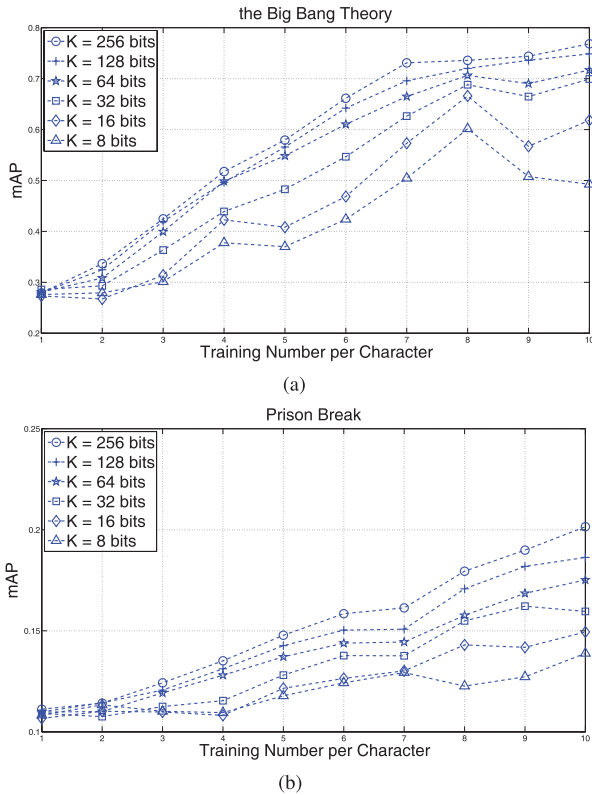 the Big Bang Theory
0.8
0.7
0.6
0.5
0.4
0.3
0.2
mAP
K = 256 bits
K = 128 bits
K = 64 bits
K = 32 bits
K = 16 bits
K = 8 bits
1 2 3 4 5 6 7 8 9 10
Training Number per Character
(a)
Prison Break
0.25
0.2
0.15
0.1
mAP
K = 256 bits
K = 128 bits
K = 64 bits
K = 32 bits
K = 16 bits
K = 8 bits
1 2 3 4 5 6 7 8 9 10
Training Number per Character
(b)